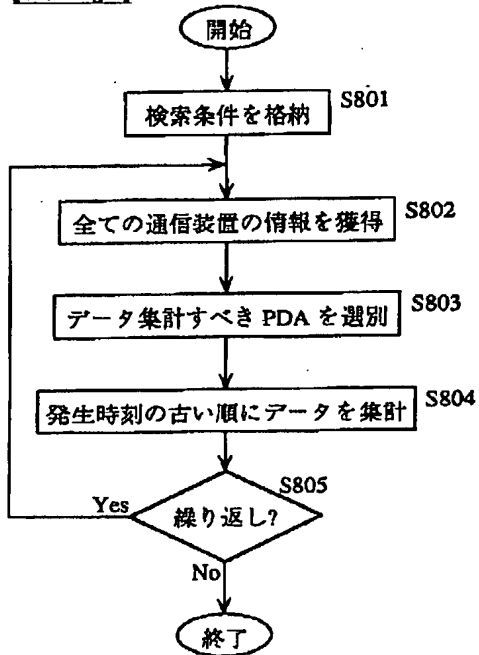 開始
検索条件を格納 S801
全ての通信装置の情報を獲得 S802
データ集計すべき PDA を選別 S803
発生時刻の古い順にデータを集計 S804
S805
繰り返し?
Yes
No
終了